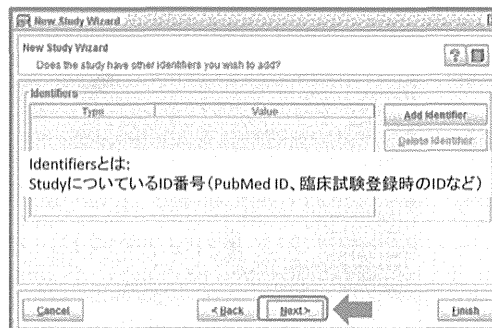 New Study Wizard
New Study Wizard
Does the study have other identifiers you wish to add?
Identifiers
Type Value
Add Identifier
Delete Identifier
Identifiersとは:
Studyについている​ID番号(PubMed ID、臨床試験登録時のIDなど)
Cancel
< Back
Next >
Finish